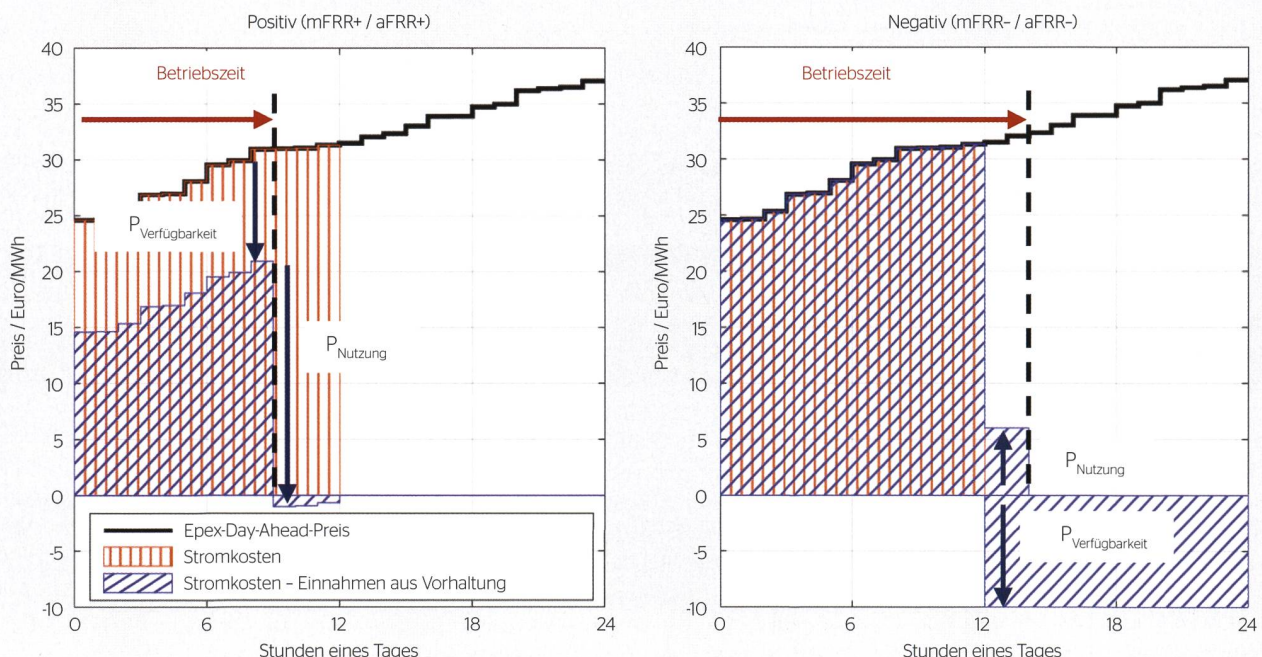 Positiv (mFRR+ / aFRR+)
40
35
30
25
20
15
10
5
0
-5
-10
Preis / Euro/MWh
Betriebszeit
PVerfügbarkeit
PNutzung
Epex-Day-Ahead-Preis
Stromkosten
Stromkosten – Einnahmen aus Vorhaltung
0 6 12 18 24
Stunden eines Tages
Negativ (mFRR– / aFRR–)
40
35
30
25
20
15
10
5
0
-5
-10
Preis / Euro/MWh
Betriebszeit
PNutzung
PVerfügbarkeit
0 6 12 18 24
Stunden eines Tages